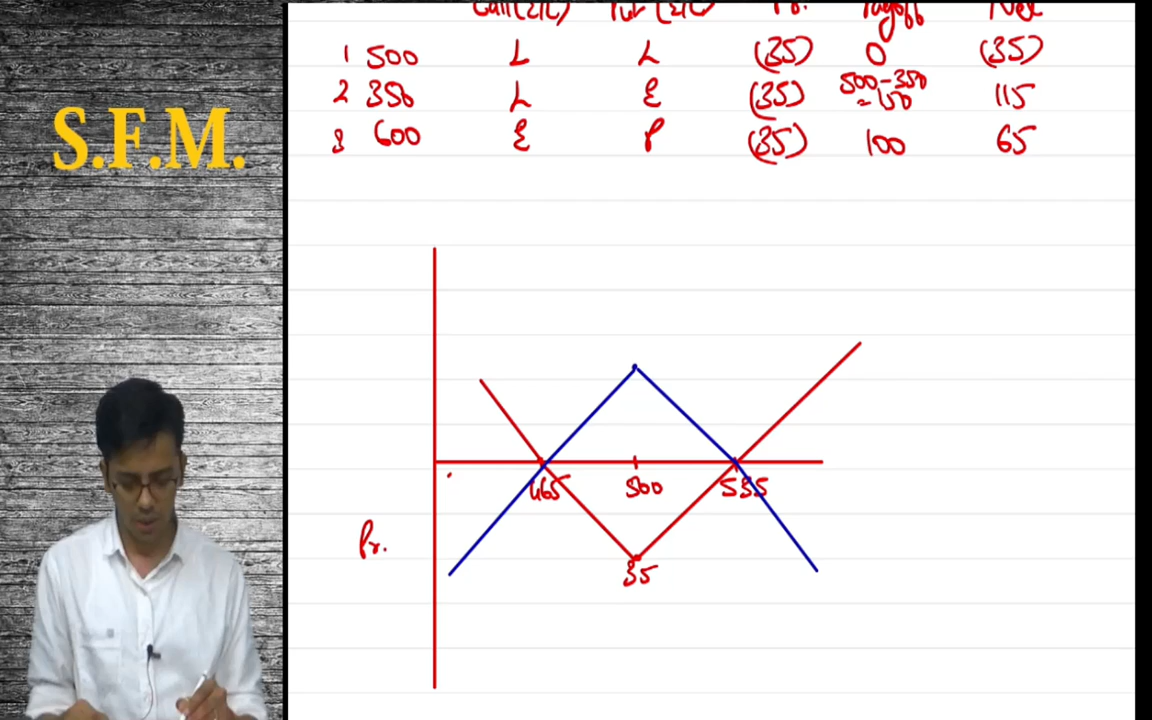 S.F.M.
1 500 L L (35) 0 (35)
2 350 L E (35) 500-350 = 150 115
3 600 E P (35) 100 65
465 500 535
Pr.
35